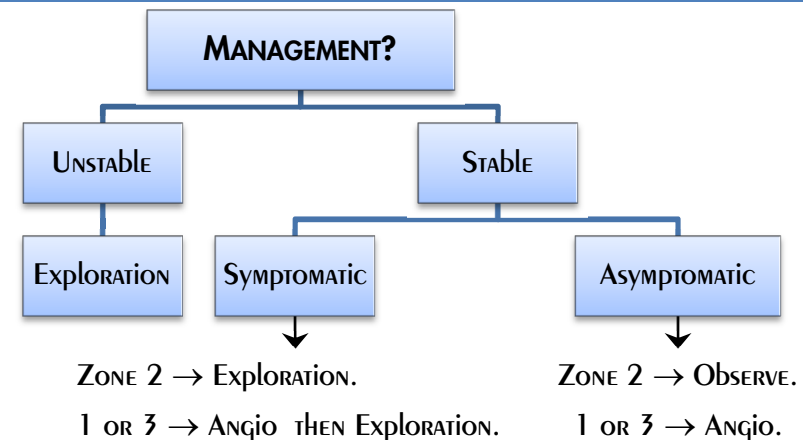 MANAGEMENT?
Unstable
Stable
Exploration
Symptomatic
Asymptomatic
Zone 2 → Exploration.
Zone 2 → Observe.
1 or 3 → Angio then Exploration.
1 or 3 → Angio.